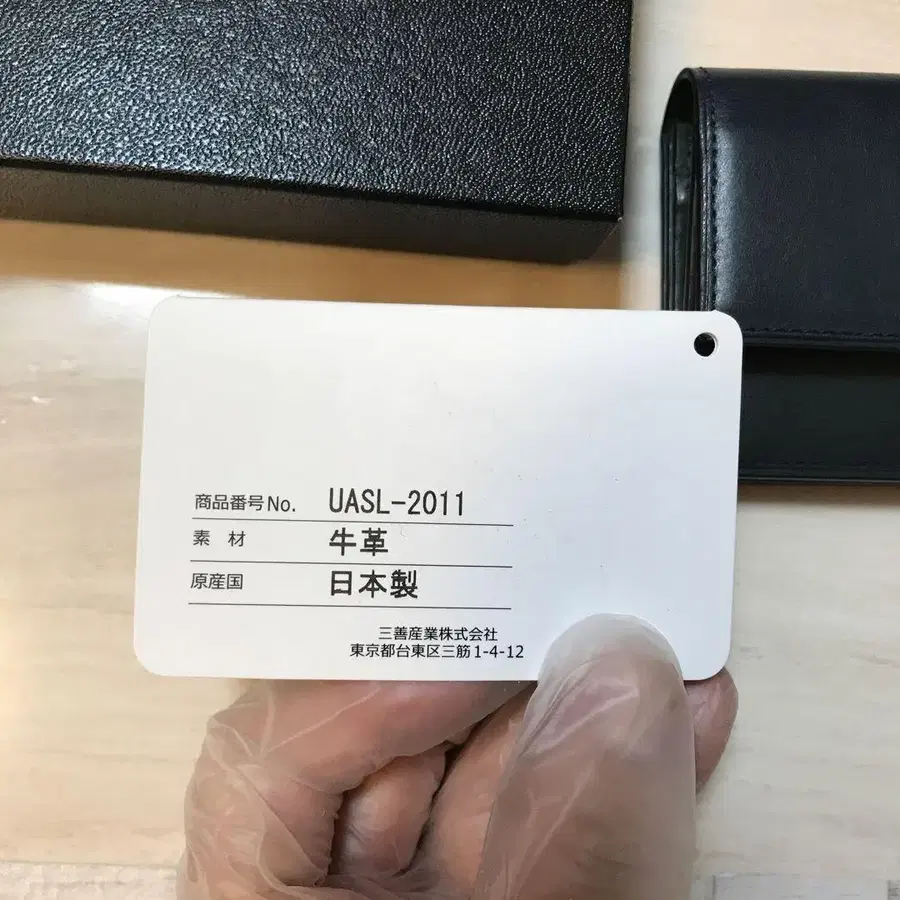 商品番号No. UASL-2011
素 材 牛革
原産国 日本製
三善産業株式会社
東京都台東区三筋1-4-12